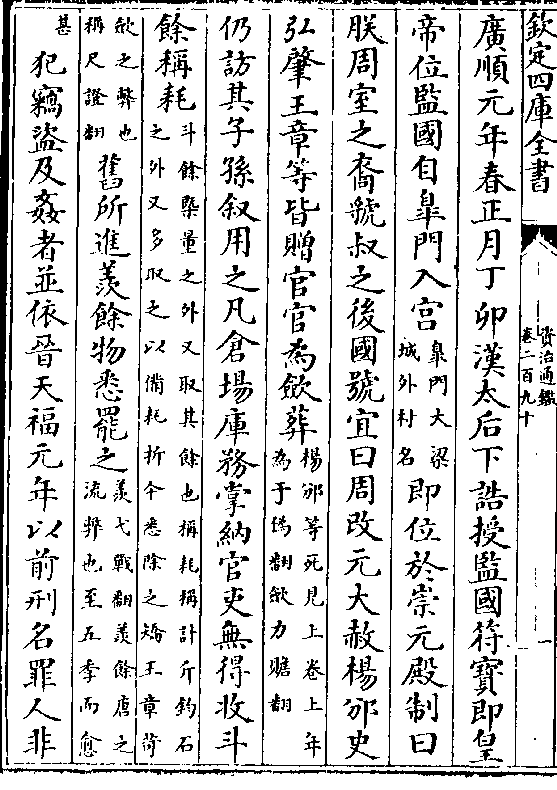 欽定四庫全書
資治通鑑
卷二百九十
一
廣順元年春正月丁卯漢太后下誥授監國符寶即皇
帝位監國自臯門入宮臯門大梁城外村名即位於崇元殿制曰
朕周室之裔虢叔之後國號宜曰周改元大赦楊邠史
弘肇王章等皆贈官官為斂葬楊邠等死見上卷上年為于偽翻斂力贍翻
仍訪其子孫叙用之凡倉場庫務掌納官吏無得收斗
餘稱耗斗餘槩量之外又取其餘也稱耗稱計斤鈞石之外又多取之以備耗折今悉除之矯王章苛
斂之弊也稱尺證翻舊所進羨餘物悉罷之羨弋戰翻羨餘唐之流弊也至五季而愈
甚犯竊盜及姦者並依晉天福元年以前刑名罪人非